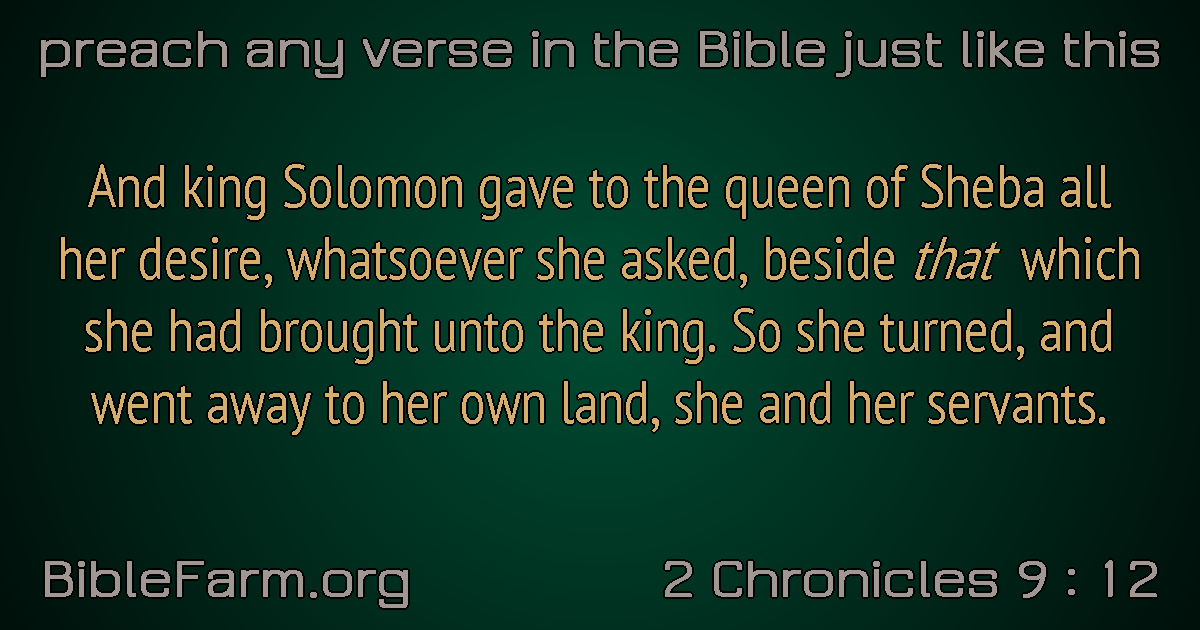 preach any verse in the Bible just like this
And king Solomon gave to the queen of Sheba all
her desire, whatsoever she asked, beside that which
she had brought unto the king. So she turned, and
went away to her own land, she and her servants.
BibleFarm.org
2 Chronicles 9 : 12